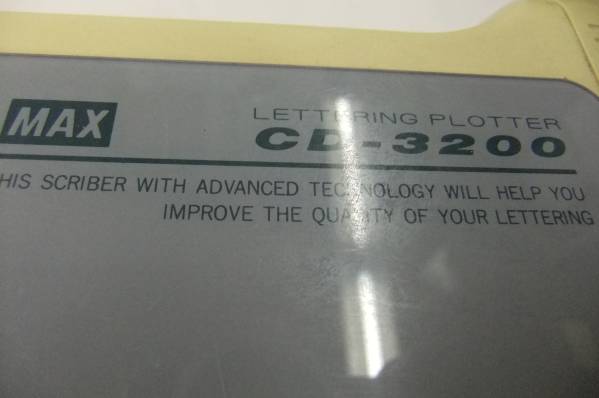 MAX
LETTERING PLOTTER
CD-3200
HIS SCRIBER WITH ADVANCED TECHNOLOGY WILL HELP YOU
IMPROVE THE QUALITY OF YOUR LETTERING